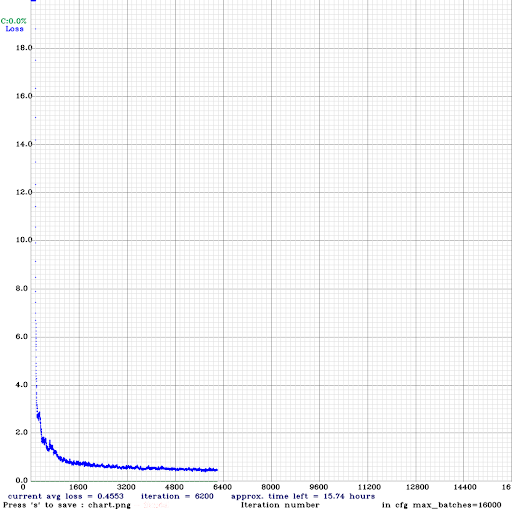 C:0.0%
Loss
18.0
16.0
14.0
12.0
10.0
8.0
6.0
4.0
2.0
0.0
0 1600 3200 4800 6400 8000 9600 11200 12800 14400 16
current avg loss = 0.4553 iteration = 6200 approx. time left = 15.74 hours
Press 's' to save : chart.png Iteration number in cfg max_batches=16000